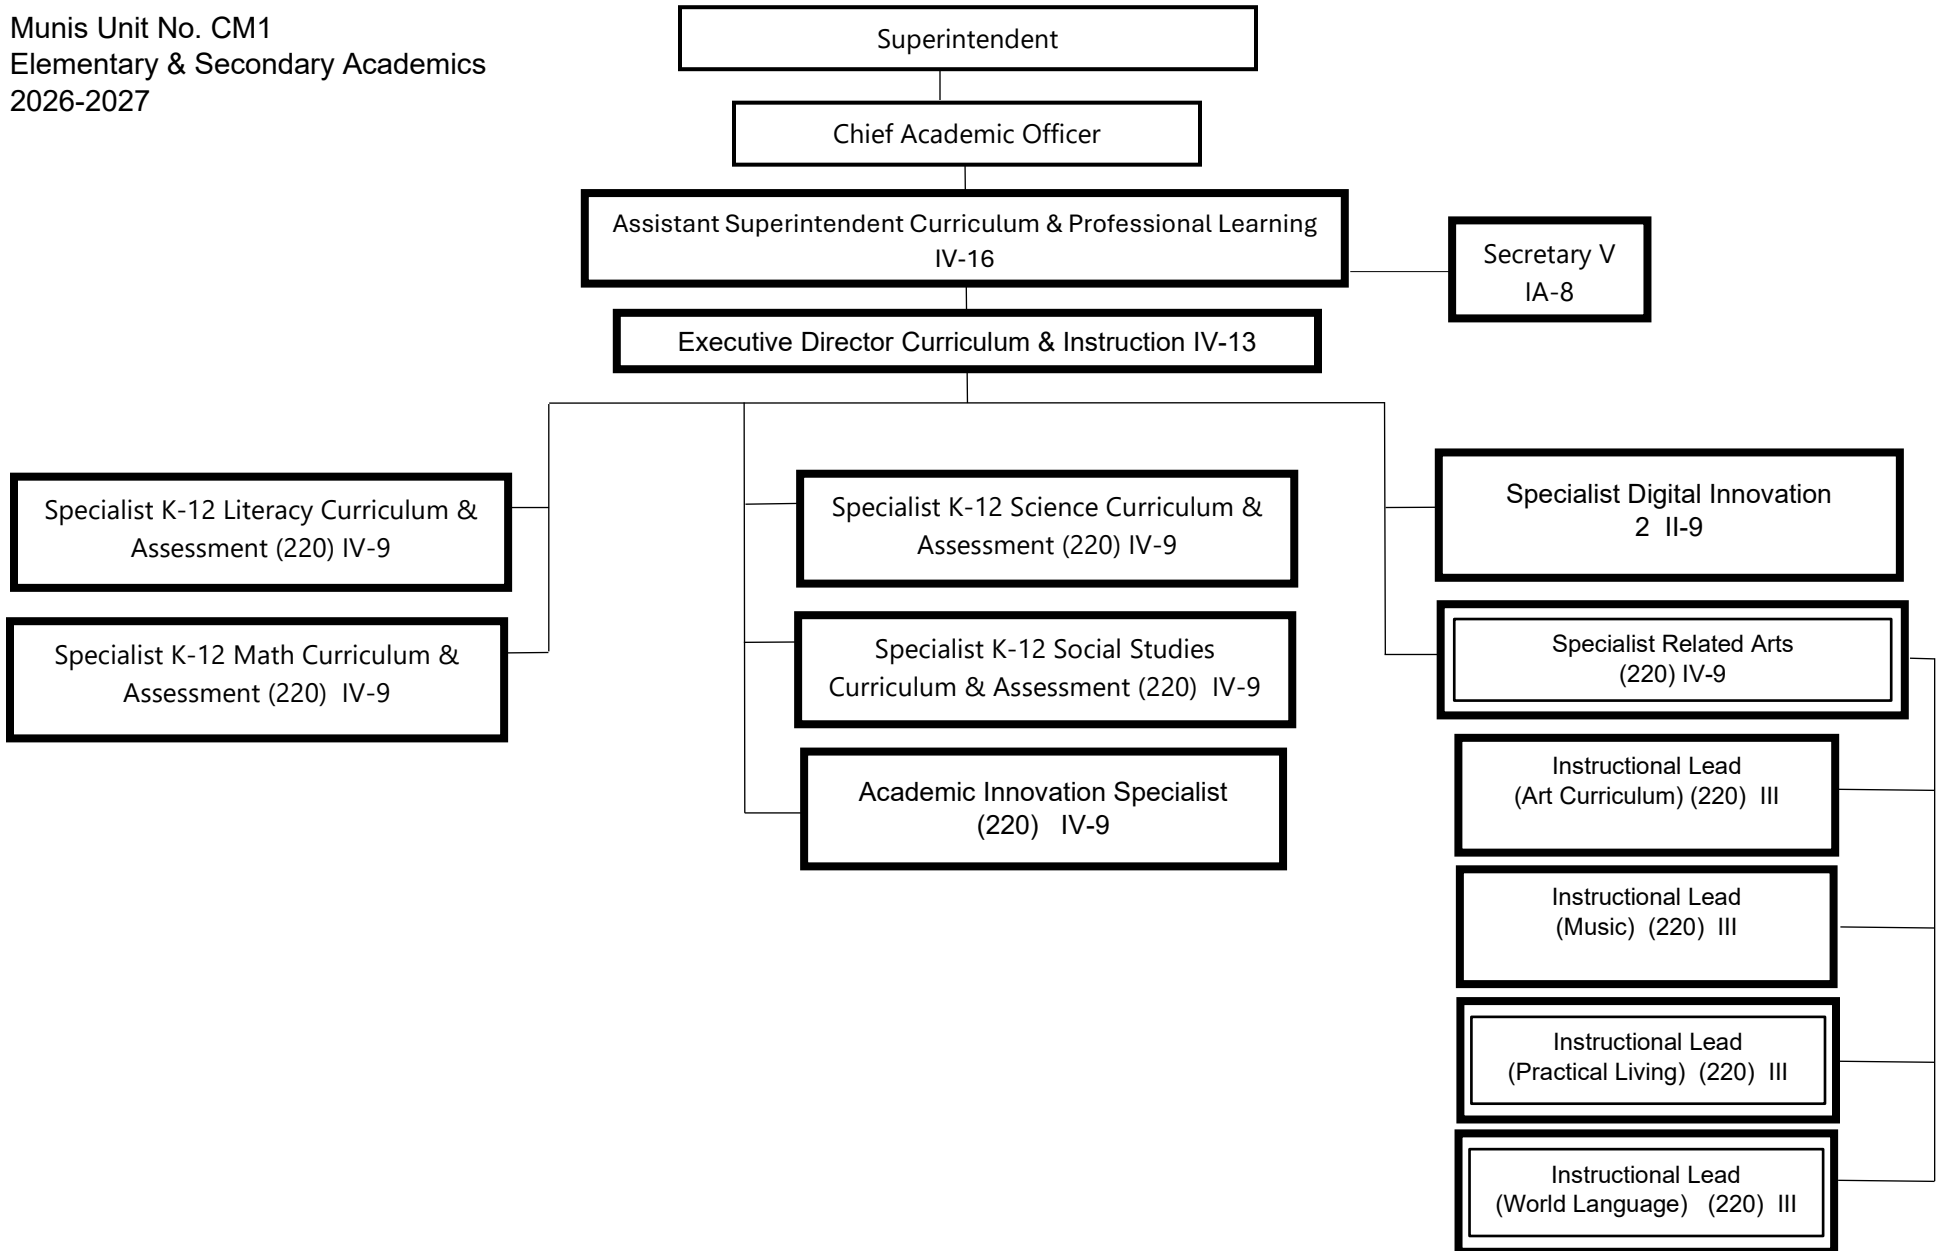 Munis Unit No. CM1
Elementary & Secondary Academics
2026-2027
Superintendent
Chief Academic Officer
Assistant Superintendent Curriculum & Professional Learning
IV-16
Secretary V
IA-8
Executive Director Curriculum & Instruction IV-13
Specialist K-12 Literacy Curriculum &
Assessment (220) IV-9
Specialist K-12 Math Curriculum &
Assessment (220) IV-9
Specialist K-12 Science Curriculum &
Assessment (220) IV-9
Specialist K-12 Social Studies
Curriculum & Assessment (220) IV-9
Academic Innovation Specialist
(220) IV-9
Specialist Digital Innovation
2 II-9
Specialist Related Arts
(220) IV-9
Instructional Lead
(Art Curriculum) (220) III
Instructional Lead
(Music) (220) III
Instructional Lead
(Practical Living) (220) III
Instructional Lead
(World Language) (220) III